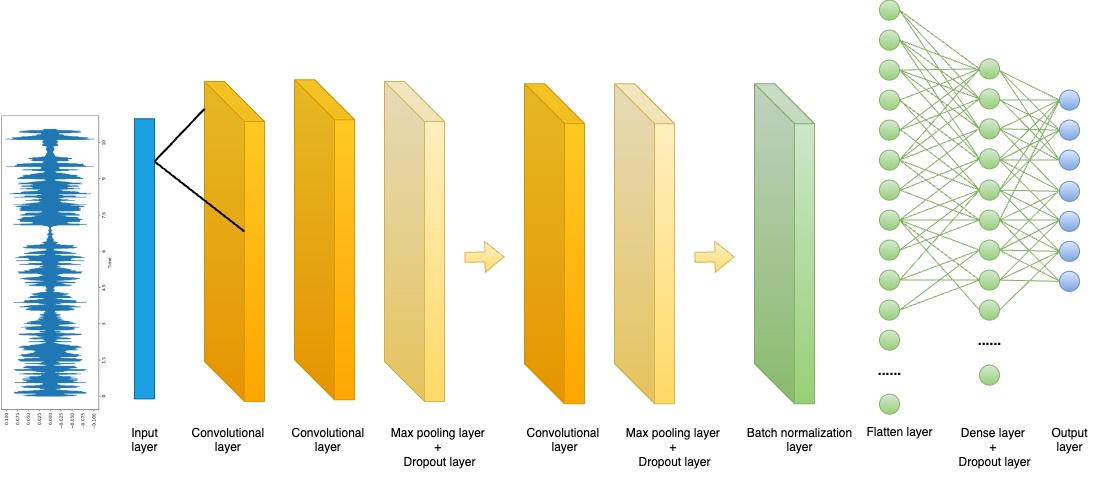 10
9
7.5
6
4.5
3
1.5
0
Time
0.100
0.075
0.050
0.025
0.000
−0.025
−0.050
−0.075
−0.100
Input
layer
Convolutional
layer
Convolutional
layer
Max pooling layer
+
Dropout layer
Convolutional
layer
Max pooling layer
+
Dropout layer
Batch normalization
layer
......
Flatten layer
......
Dense layer
+
Dropout layer
Output
layer